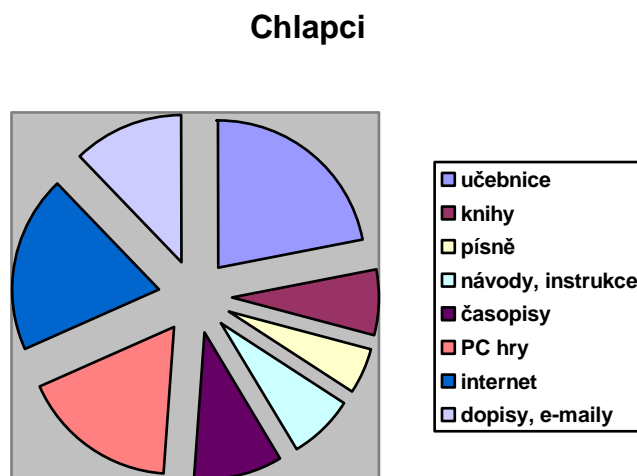 Chlapci
učebnice
knihy
písně
návody, instrukce
časopisy
PC hry
internet
dopisy, e-maily